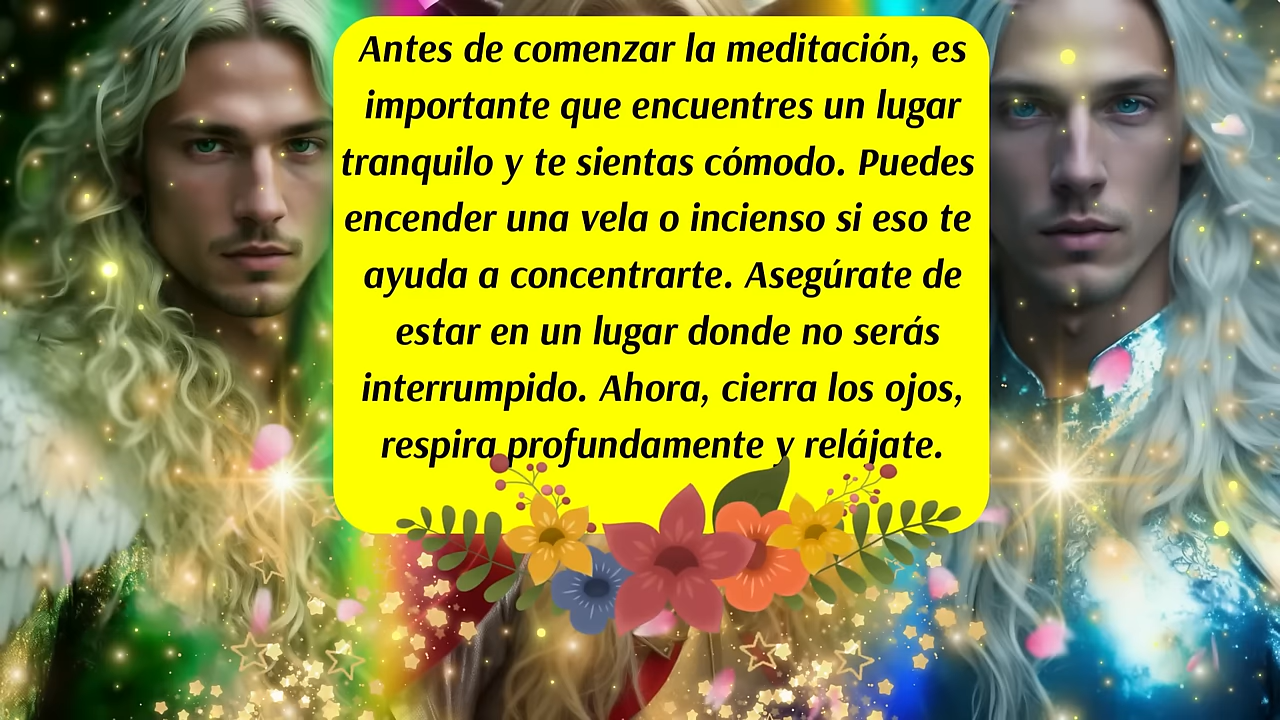 Antes de comenzar la meditación, es
importante que encuentres un lugar
tranquilo y te sientas cómodo. Puedes
encender una vela o incienso si eso te
ayuda a concentrarte. Asegúrate de
estar en un lugar donde no serás
interrumpido. Ahora, cierra los ojos,
respira profundamente y relájate.